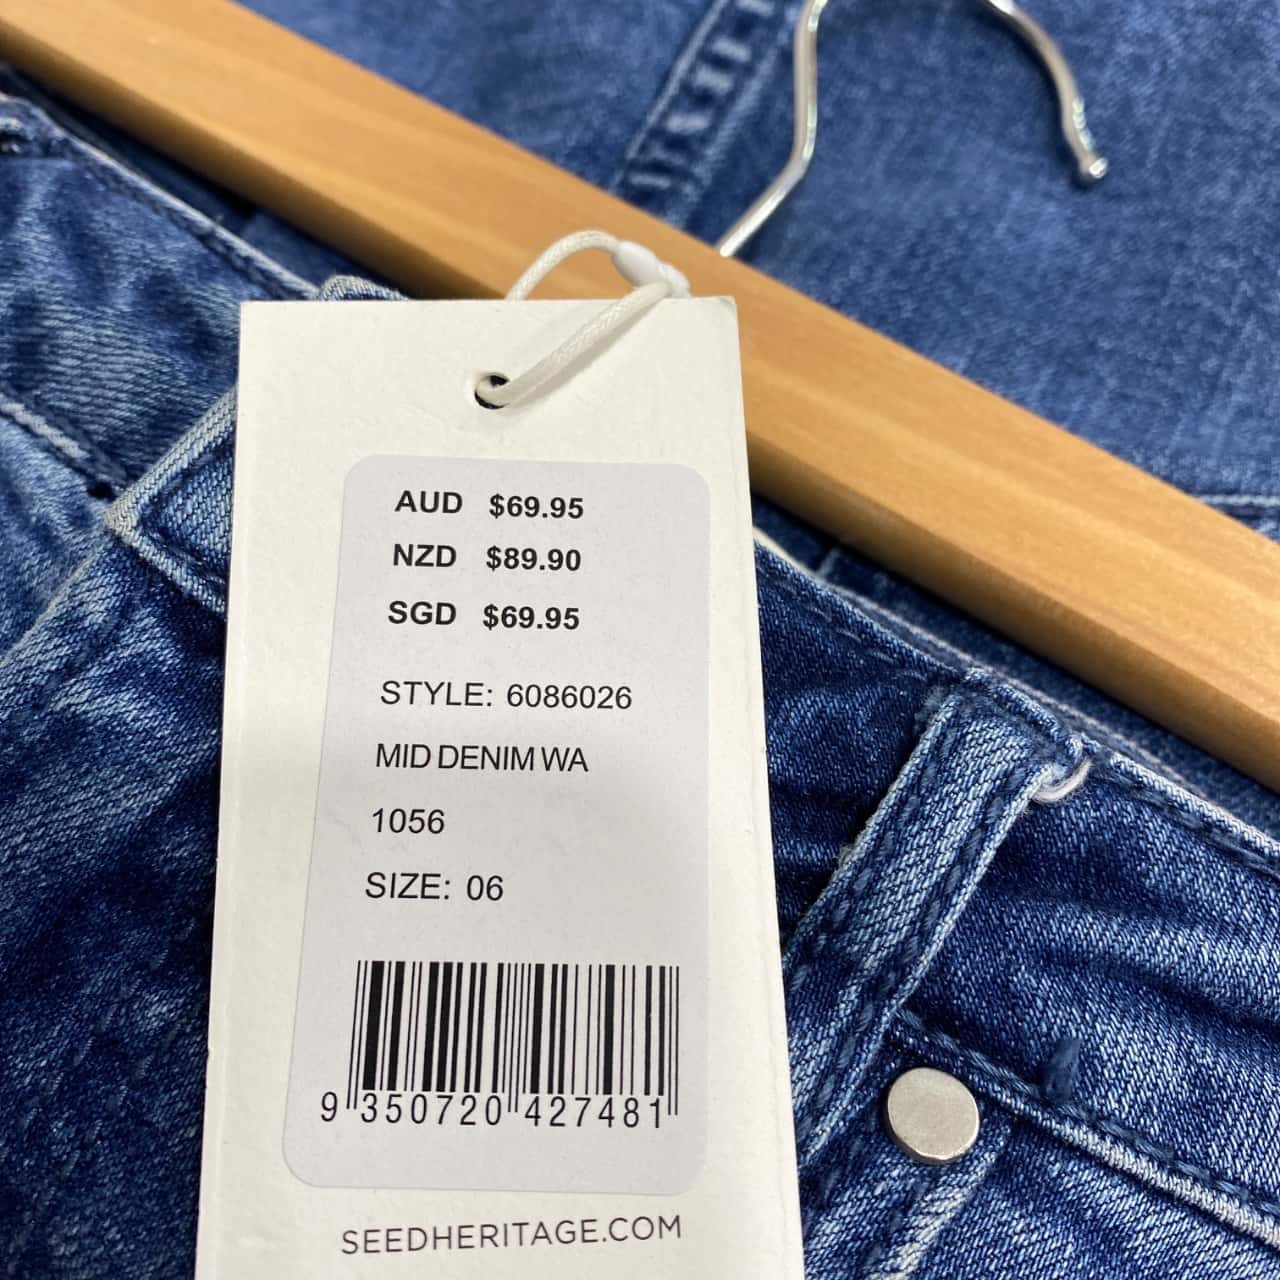 AUD $69.95
NZD $89.90
SGD $69.95
STYLE: 6086026
MID DENIM WA
1056
SIZE: 06
9 350720 427481
SEEDHERITAGE.COM